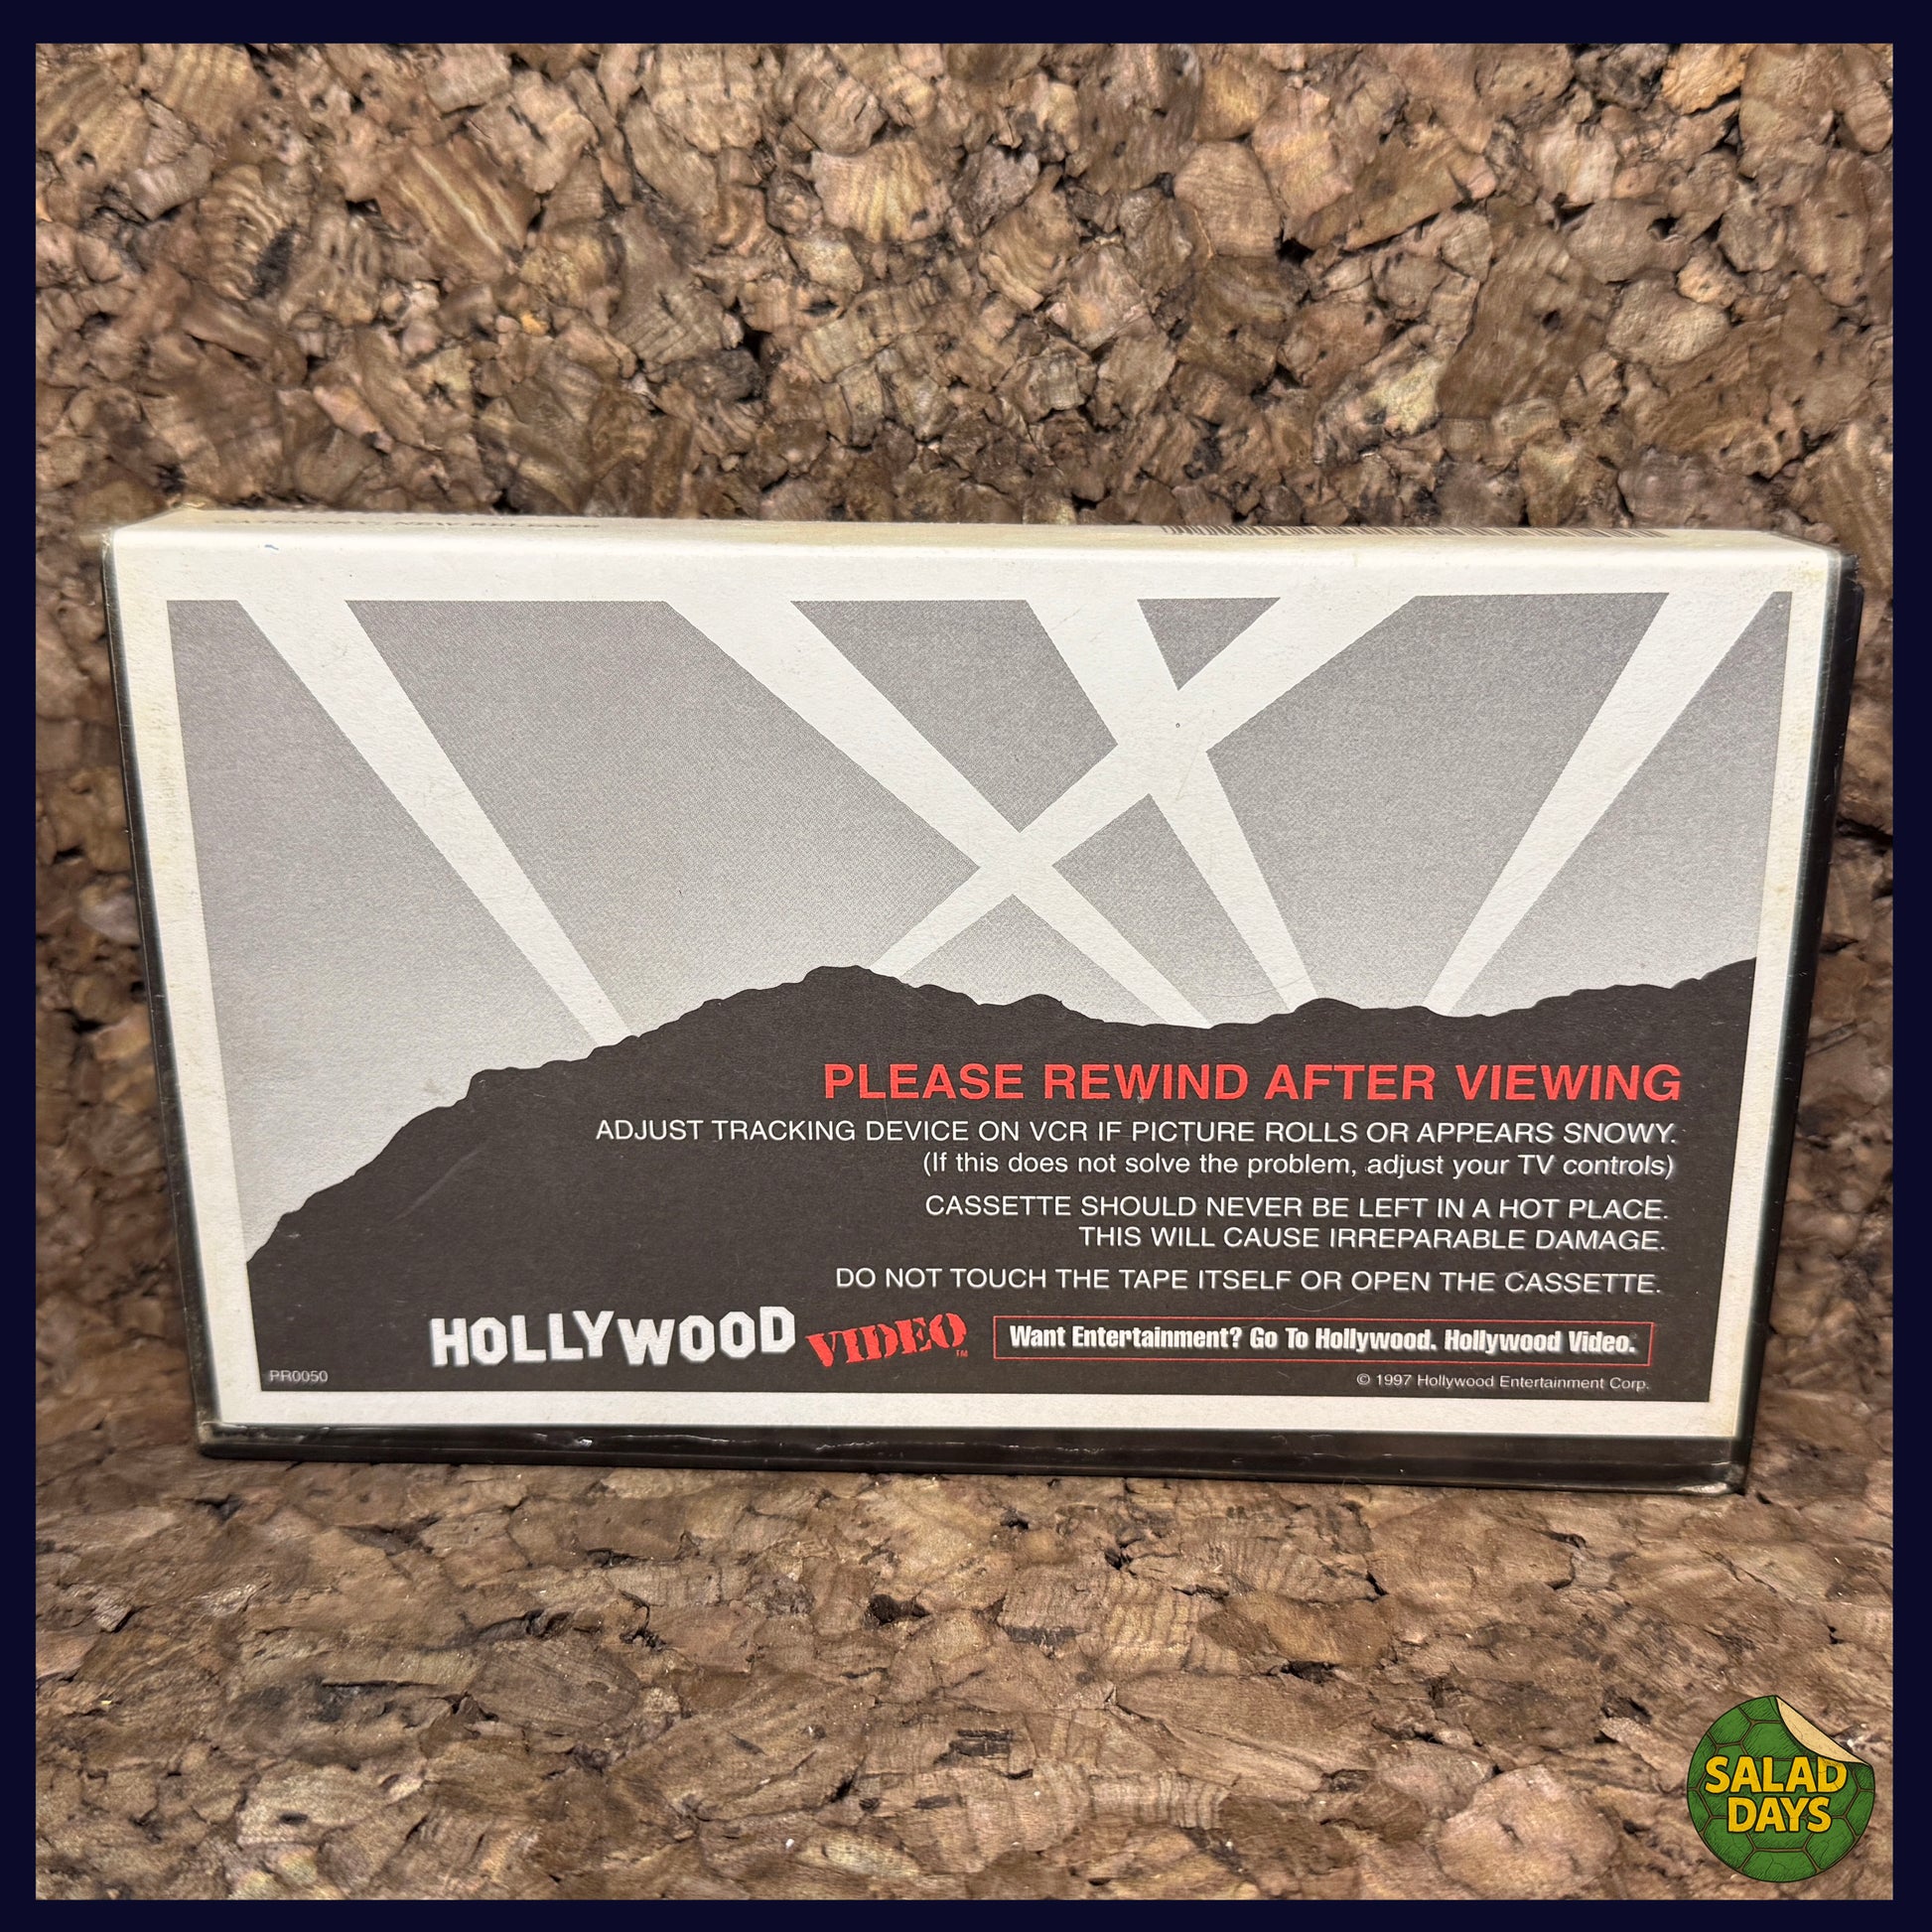 NEW RELEASE
PLEASE REWIND AFTER VIEWING
ADJUST TRACKING DEVICE ON VCR IF PICTURE ROLLS OR APPEARS SNOWY.
(If this does not solve the problem, adjust your TV controls)
CASSETTE SHOULD NEVER BE LEFT IN A HOT PLACE.
THIS WILL CAUSE IRREPARABLE DAMAGE.
DO NOT TOUCH THE TAPE ITSELF OR OPEN THE CASSETTE.
HOLLYWOOD VIDEO™ Want Entertainment? Go To Hollywood. Hollywood Video.
PR0050 © 1997 Hollywood Entertainment Corp.
SALAD
DAYS